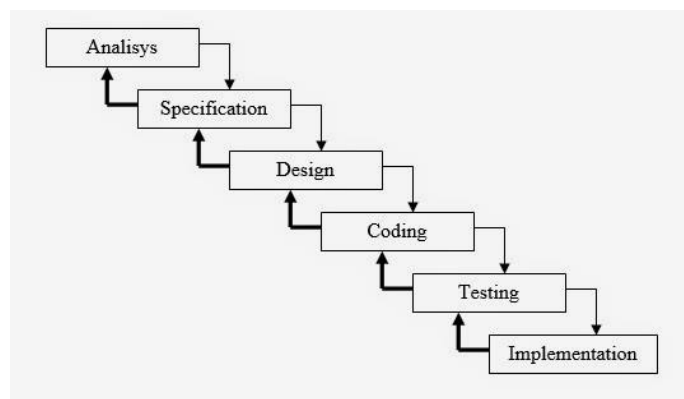 Analisys
Specification
Design
Coding
Testing
Implementation